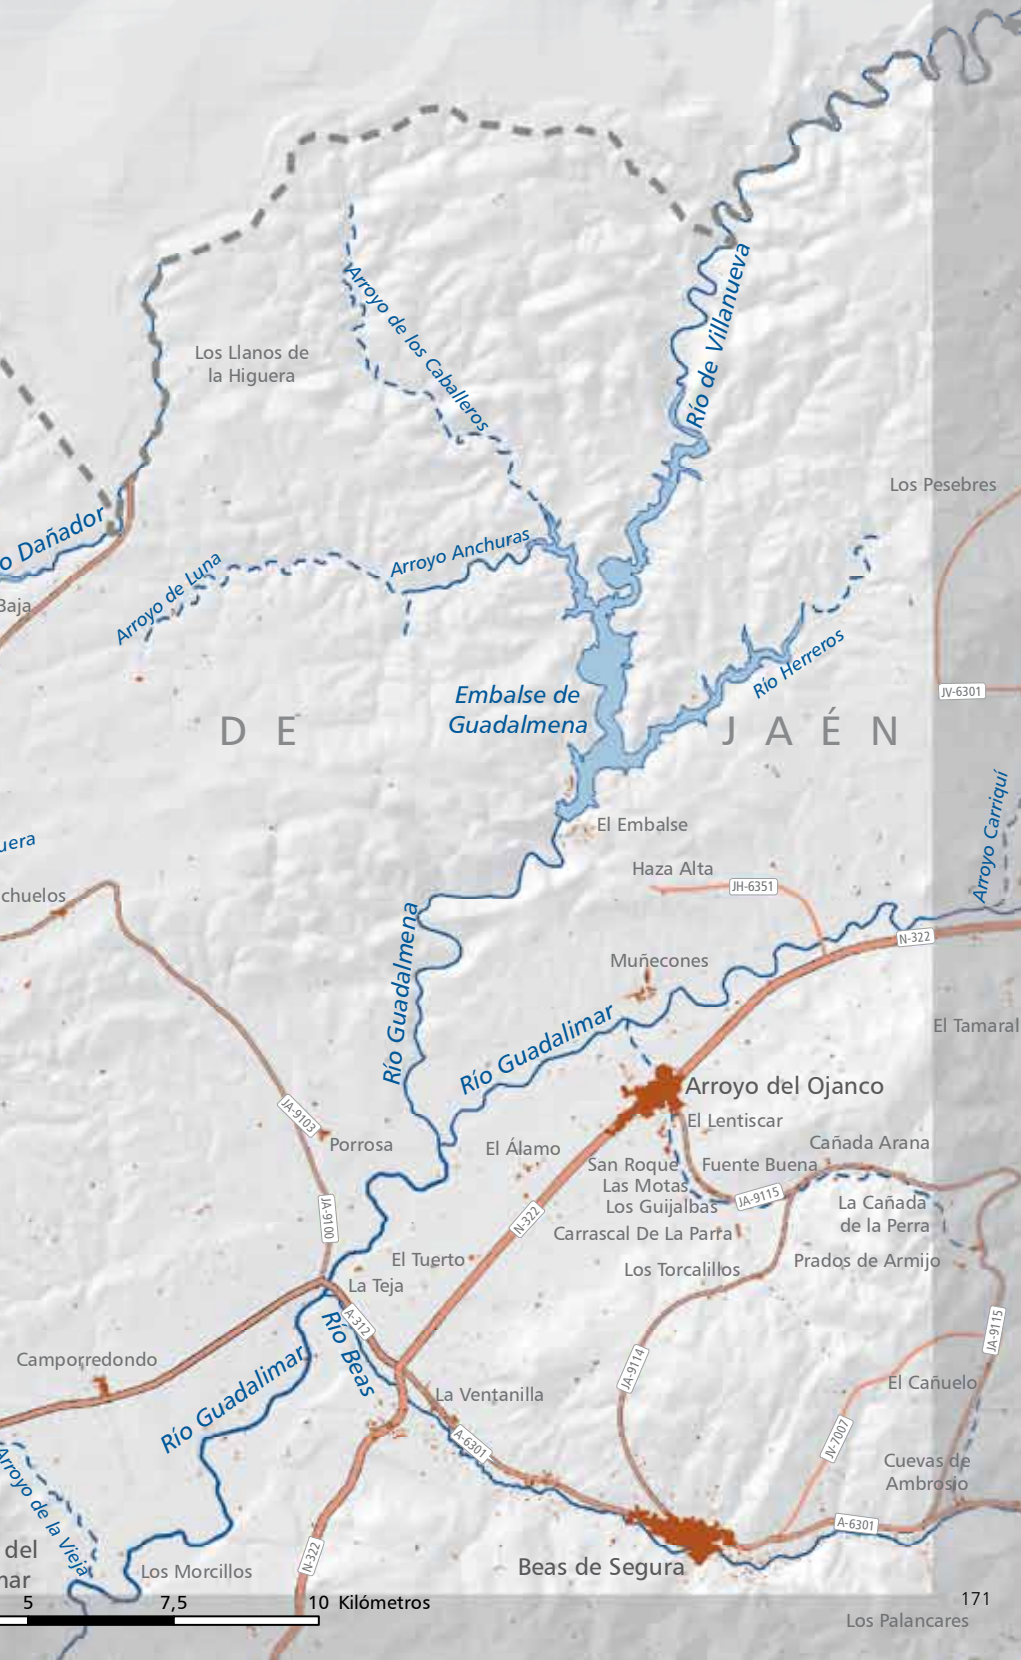 Río de Villanueva
Arroyo de los Caballeros
Los Llanos de
la Higuera
Los Pesebres
o Dañador
Arroyo Anchuras
Arroyo de Luna
Baja
Río Herreros
JV-6301
Embalse de
Guadalmena
DE
JAÉN
Arroyo Carriquí
El Embalse
uera
Haza Alta
JH-6351
chuelos
N-322
Río Guadalmena
Muñecones
El Tamaral
Río Guadalimar
Arroyo del Ojanco
JA-9103
El Lentiscar
Porrosa
El Álamo
Cañada Arana
San Roque
Fuente Buena
Las Motas
JA-9115
Los Guijalbas
La Cañada
de la Perra
JA-9100
N-322
Carrascal De La Parra
El Tuerto
Prados de Armijo
Los Torcalillos
La Teja
A-312
Río Beas
JA-9115
Camporredondo
JA-9114
El Cañuelo
La Ventanilla
Río Guadalimar
A-6301
JV-7007
Cuevas de
Ambrosio
Arroyo de la Vieja
A-6301
del
mar
N-322
Beas de Segura
Los Morcillos
5 7,5 10 Kilómetros
171
Los Palancares